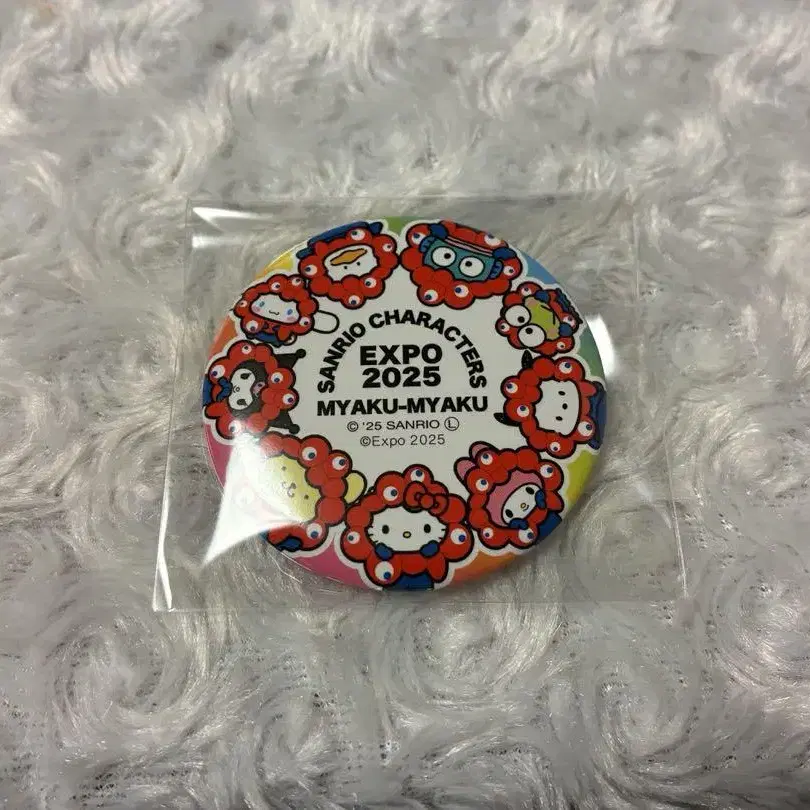 SANRIO CHARACTERS
EXPO
2025
MYAKU-MYAKU
© '25 SANRIO Ⓛ
©Expo 2025